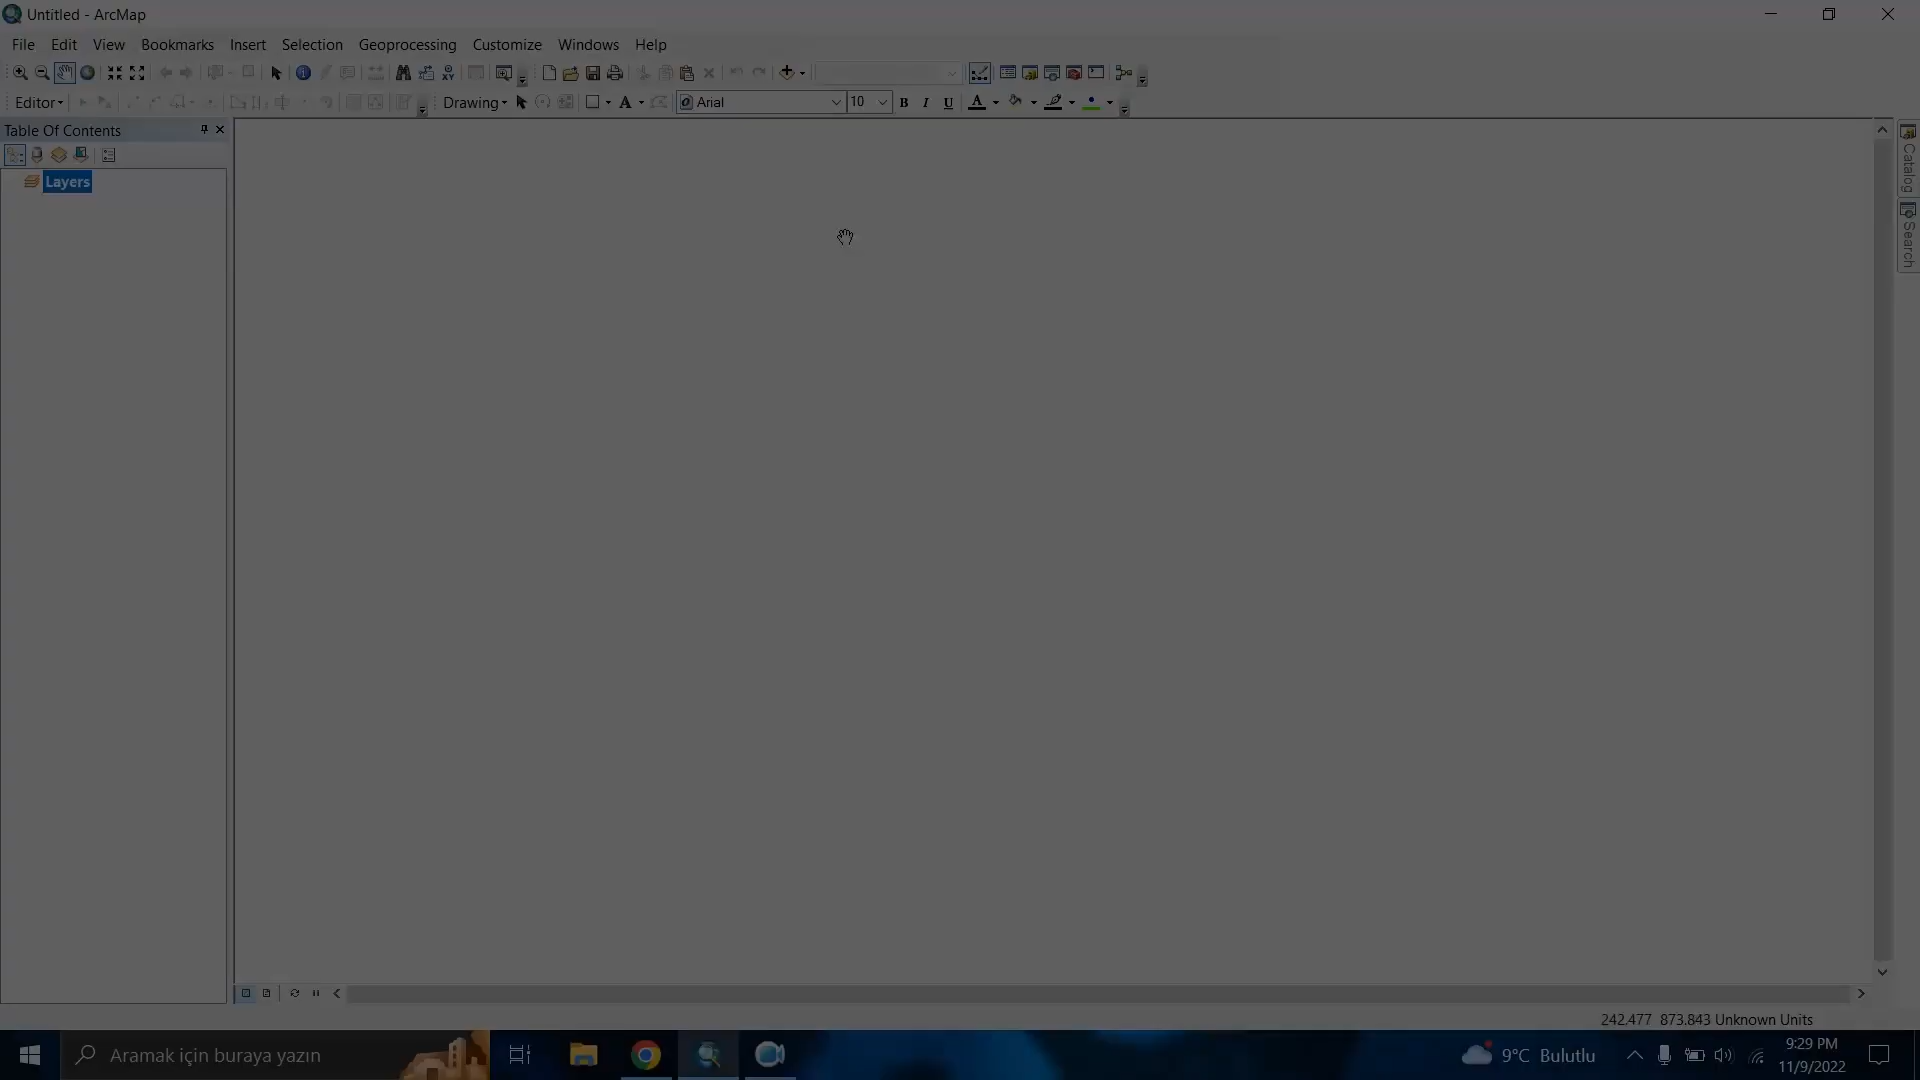 Untitled - ArcMap
File Edit View Bookmarks Insert Selection Geoprocessing Customize Windows Help
Editor Drawing A Arial 10 B I U A
Table Of Contents
Layers
Catalog
Search
242.477 873.843 Unknown Units
Aramak için buraya yazın
9°C Bulutlu
9:29 PM
11/9/2022